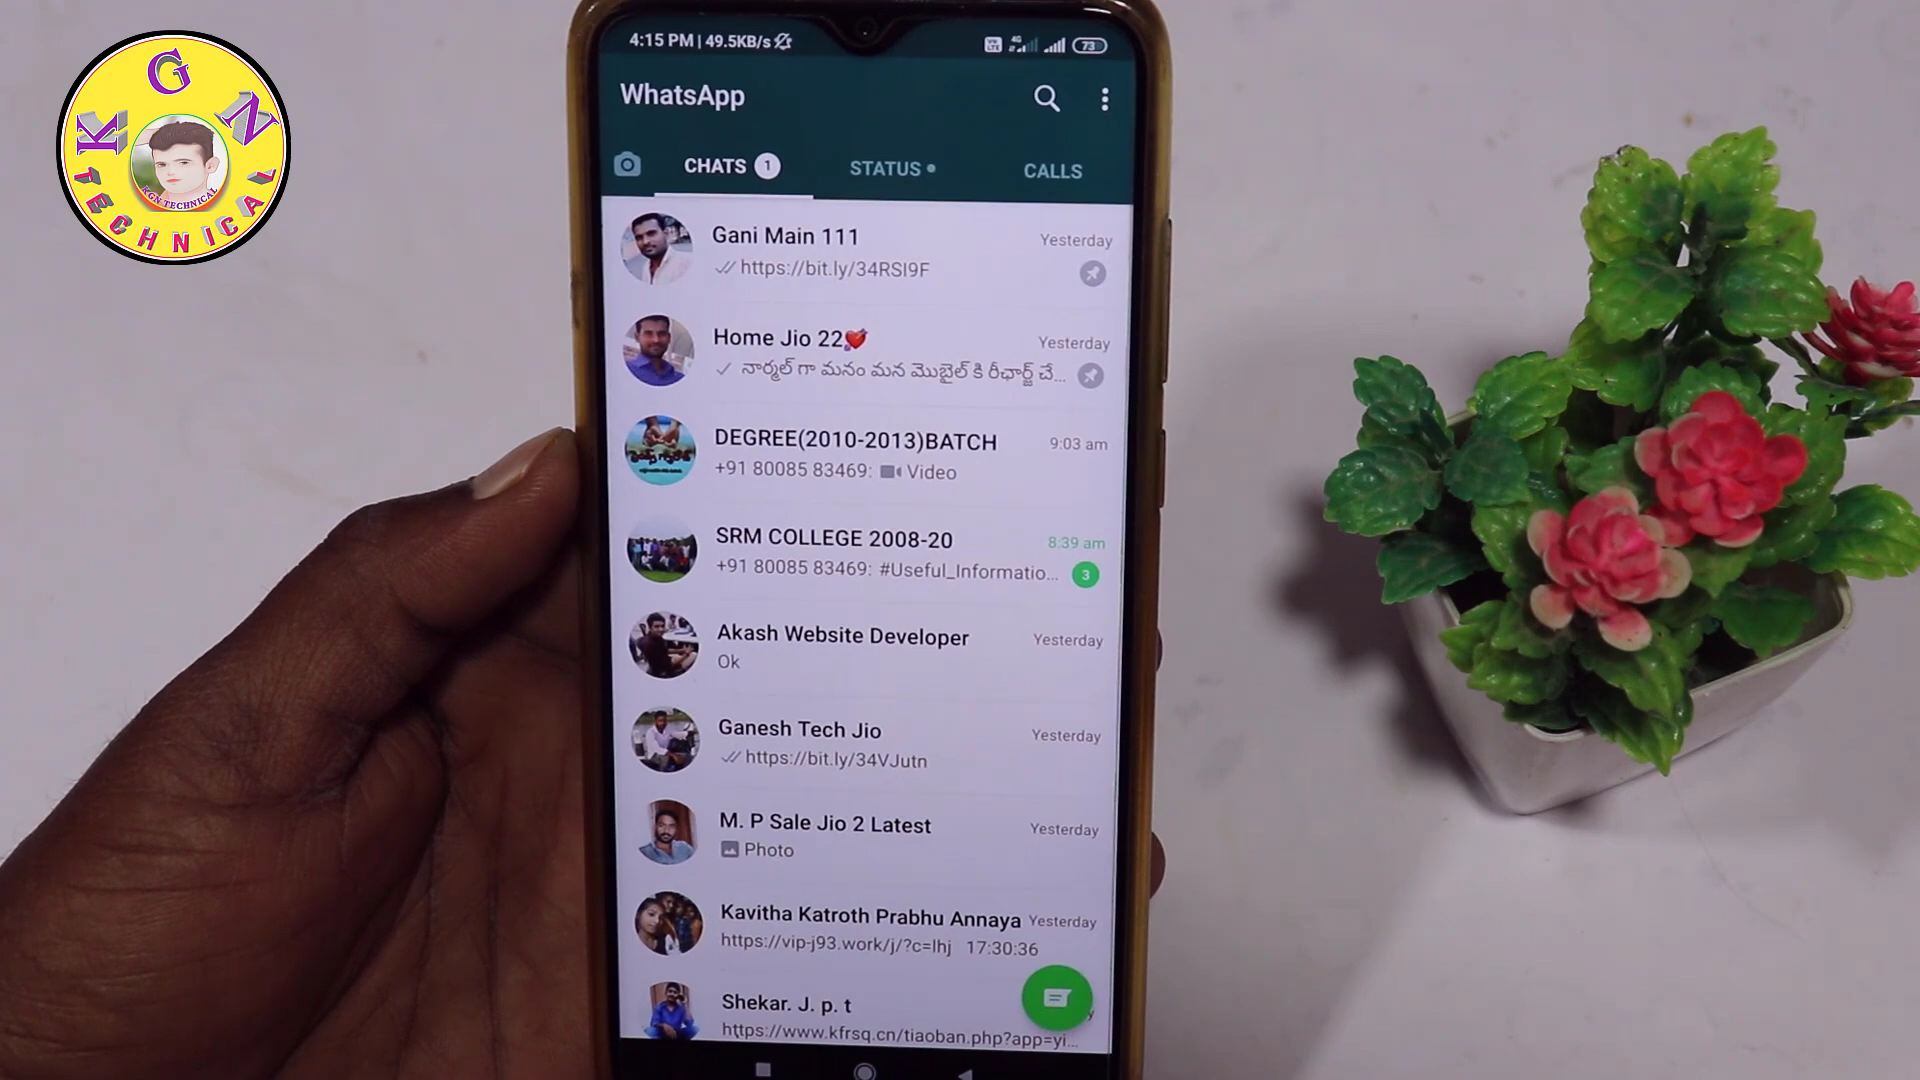 KGN
TECHNICAL
KGN TECHNICAL
4:15 PM | 49.5KB/s
4G
73
WhatsApp
CHATS 1
STATUS
CALLS
Gani Main 111
Yesterday
https://bit.ly/34RSI9F
Home Jio 22
Yesterday
నార్మల్ గా మనం మన మొబైల్ కి రీఛార్జ్ చే...
DEGREE(2010-2013)BATCH
9:03 am
+91 80085 83469: Video
SRM COLLEGE 2008-20
8:39 am
+91 80085 83469: #Useful_Informatio...
3
Akash Website Developer
Yesterday
Ok
Ganesh Tech Jio
Yesterday
https://bit.ly/34VJutn
M. P Sale Jio 2 Latest
Yesterday
Photo
Kavitha Katroth Prabhu Annaya
Yesterday
https://vip-j93.work/j/?c=lhj 17:30:36
Shekar. J. p. t
https://www.kfrsq.cn/tiaoban.php?app=yi...